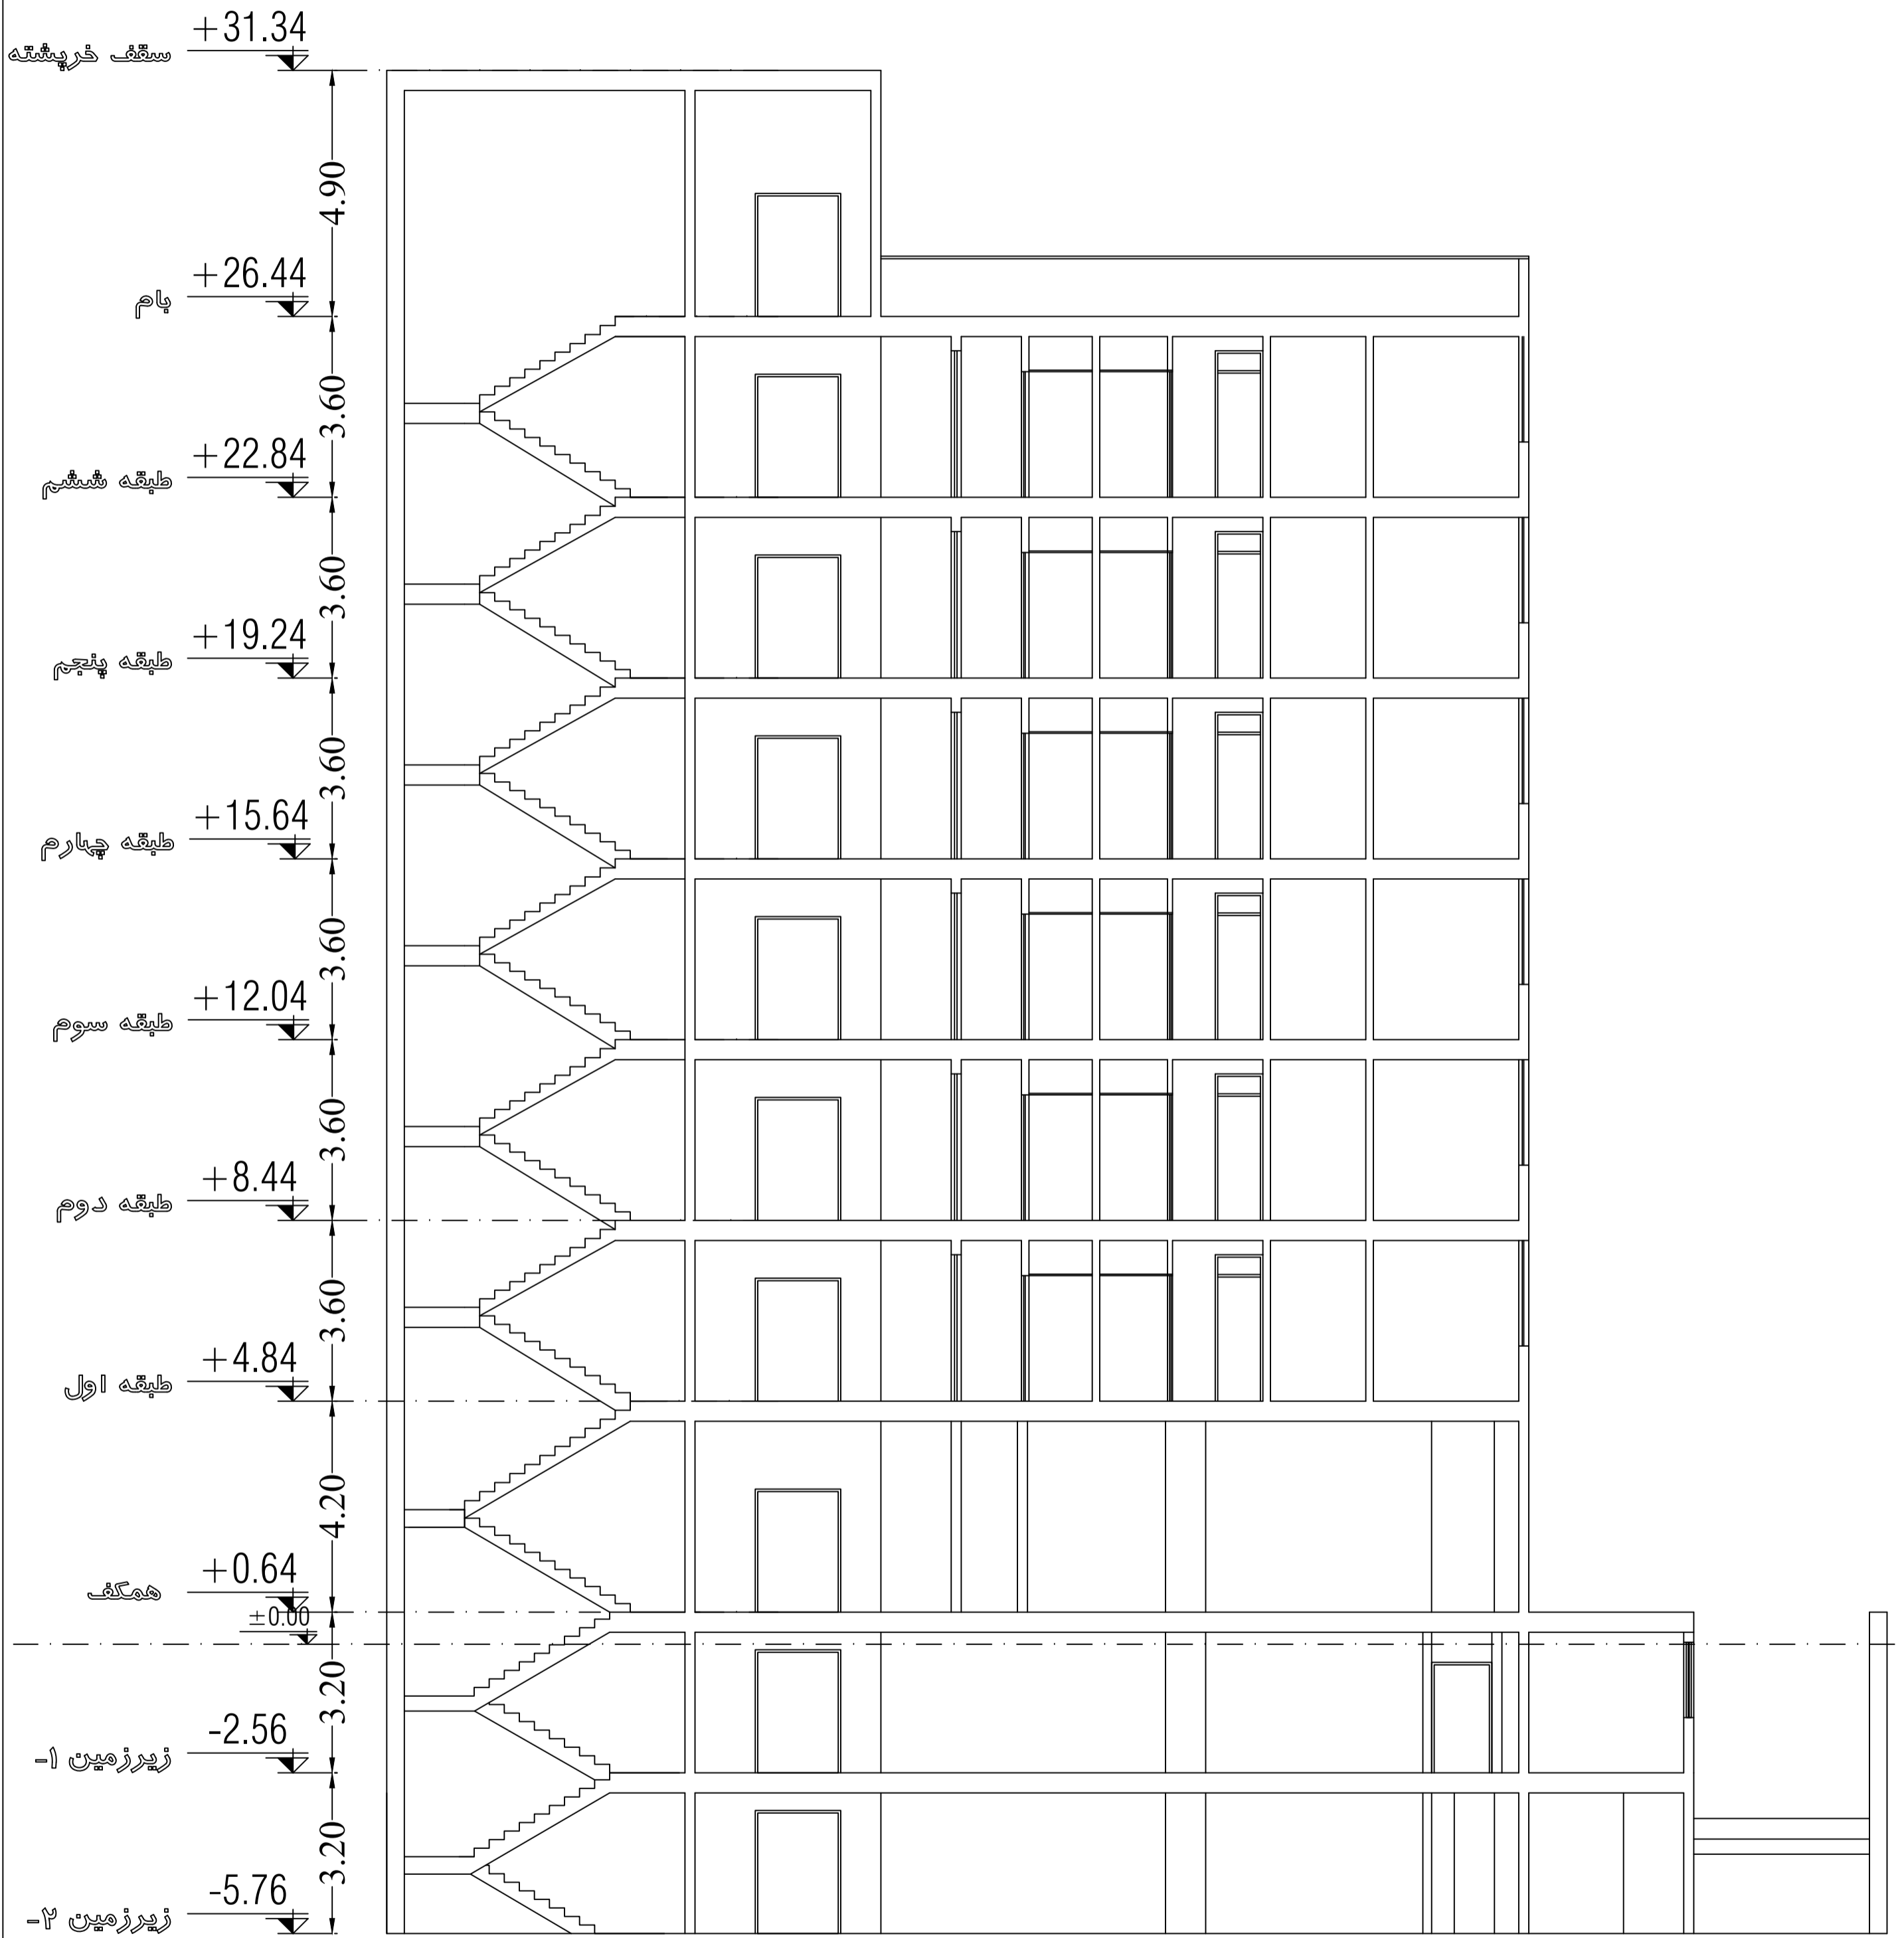 +31.34
سقف خرپشته
4.90
+26.44
بام
3.60
+22.84
طبقه ششم
3.60
+19.24
طبقه پنجم
3.60
+15.64
طبقه چهارم
3.60
+12.04
طبقه سوم
3.60
+8.44
طبقه دوم
3.60
+4.84
طبقه اول
4.20
+0.64
همکف
±0.00
3.20
-2.56
زیرزمین ۱-
3.20
-5.76
زیرزمین ۲-